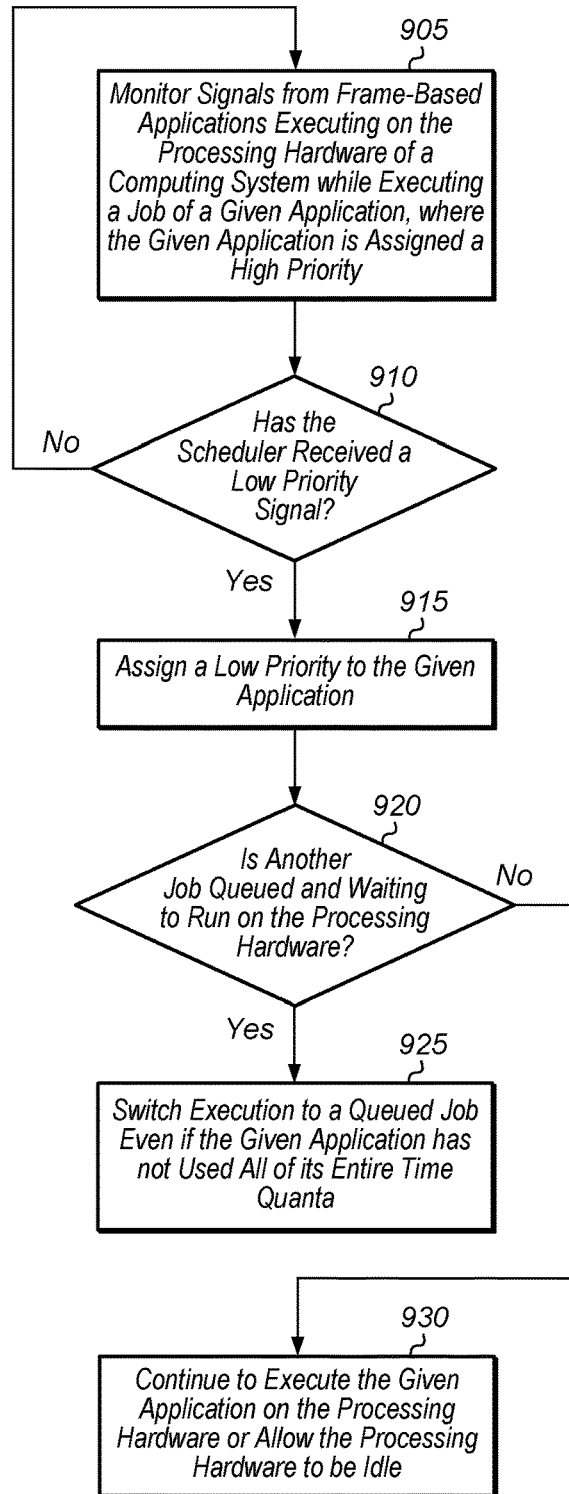 905
Monitor Signals from Frame-Based
Applications Executing on the
Processing Hardware of a
Computing System while Executing
a Job of a Given Application, where
the Given Application is Assigned a
High Priority
910
Has the
Scheduler Received a
Low Priority
Signal?
No
Yes
915
Assign a Low Priority to the Given
Application
920
Is Another
Job Queued and Waiting
to Run on the Processing
Hardware?
No
Yes
925
Switch Execution to a Queued Job
Even if the Given Application has
not Used All of its Entire Time
Quanta
930
Continue to Execute the Given
Application on the Processing
Hardware or Allow the Processing
Hardware to be Idle